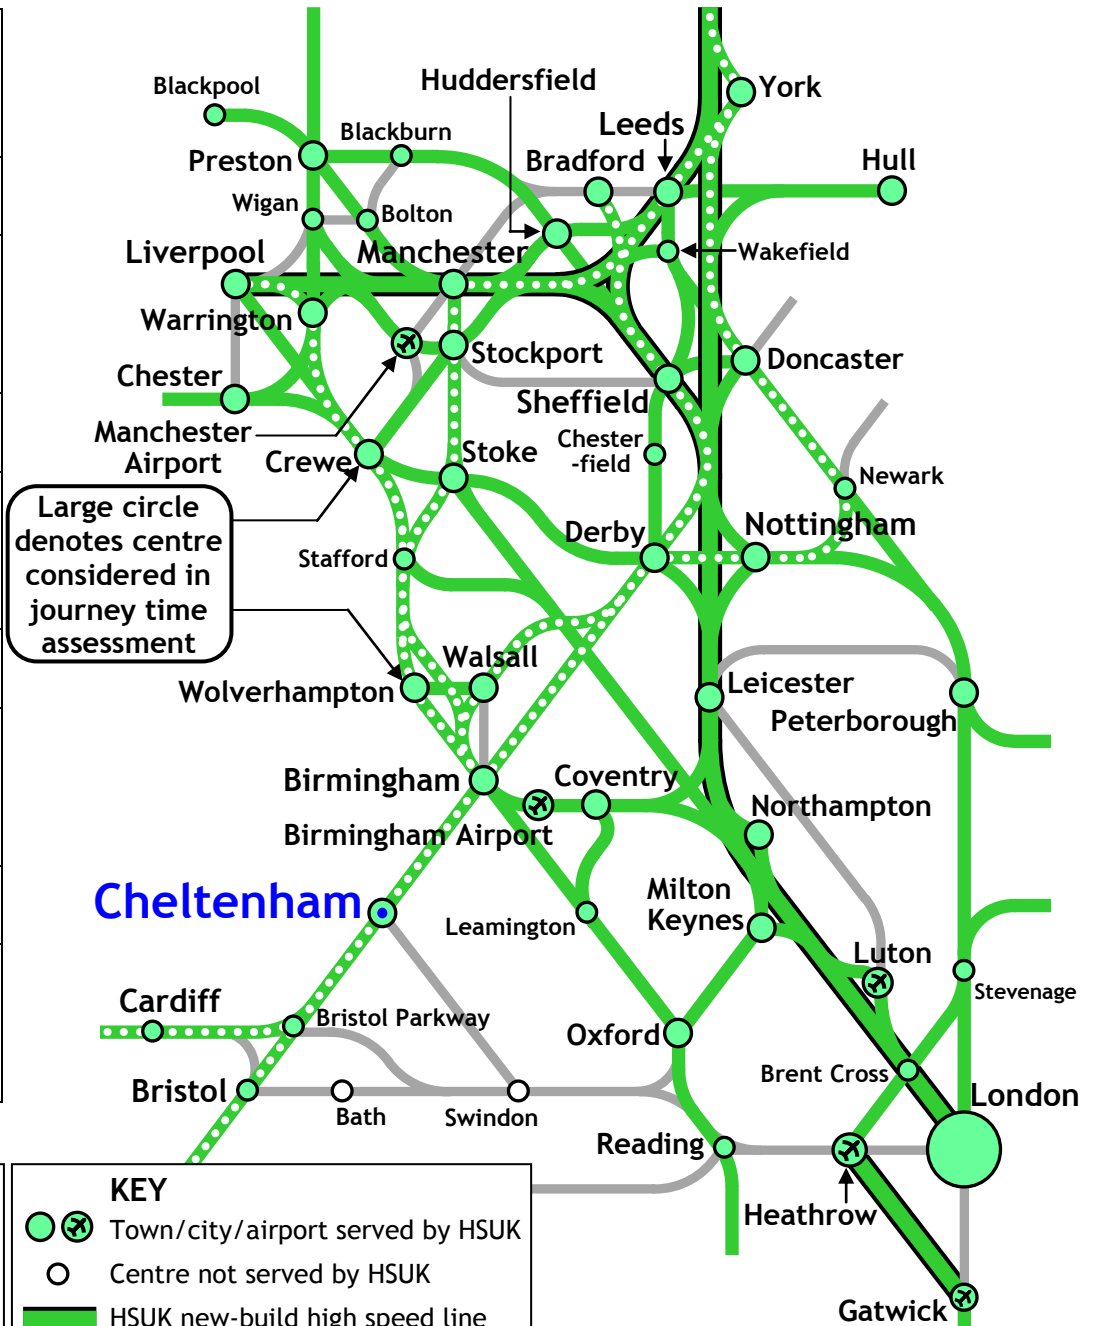 Blackpool
Huddersfield
York
Blackburn
Leeds
Preston
Bradford
Hull
Wigan
Bolton
Liverpool
Manchester
Wakefield
Warrington
Stockport
Doncaster
Chester
Sheffield
Manchester
Airport
Crewe
Stoke
Chester
-field
Newark
Large circle
denotes centre
considered in
journey time
assessment
Derby
Nottingham
Stafford
Walsall
Wolverhampton
Leicester
Peterborough
Birmingham
Coventry
Northampton
Birmingham Airport
Cheltenham
Milton
Keynes
Leamington
Luton
Stevenage
Cardiff
Bristol Parkway
Oxford
Brent Cross
Bristol
London
Bath
Swindon
Reading
Heathrow
KEY
Town/city/airport served by HSUK
Centre not served by HSUK
HSUK new-build high speed line
Gatwick